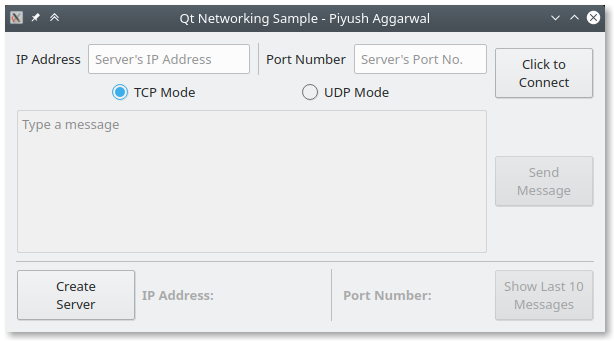 Qt Networking Sample - Piyush Aggarwal
IP Address
Server's IP Address
Port Number
Server's Port No.
Click to
Connect
TCP Mode
UDP Mode
Type a message
Send
Message
Create
Server
IP Address:
Port Number:
Show Last 10
Messages